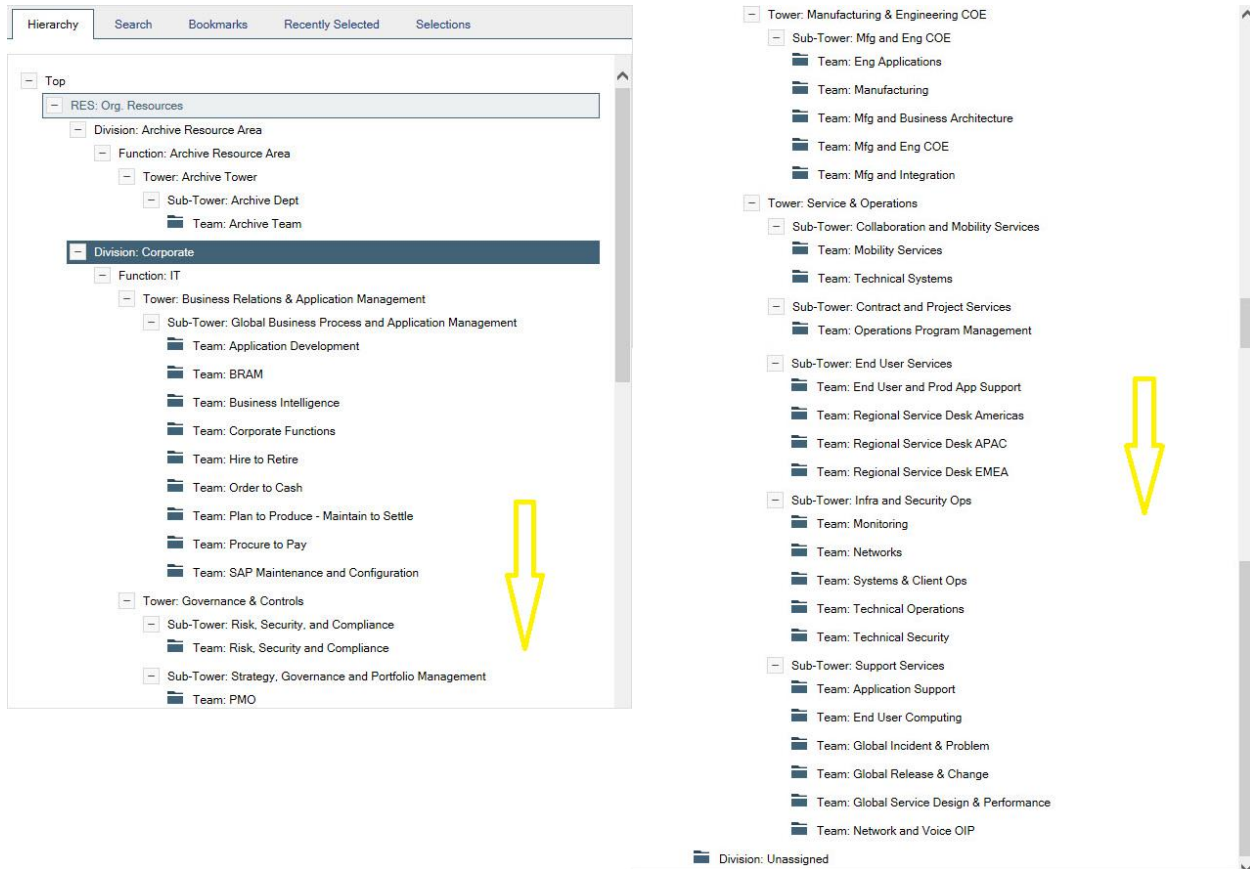 Hierarchy Search Bookmarks Recently Selected Selections
Top
RES: Org. Resources
Division: Archive Resource Area
Function: Archive Resource Area
Tower: Archive Tower
Sub-Tower: Archive Dept
Team: Archive Team
Division: Corporate
Function: IT
Tower: Business Relations & Application Management
Sub-Tower: Global Business Process and Application Management
Team: Application Development
Team: BRAM
Team: Business Intelligence
Team: Corporate Functions
Team: Hire to Retire
Team: Order to Cash
Team: Plan to Produce - Maintain to Settle
Team: Procure to Pay
Team: SAP Maintenance and Configuration
Tower: Governance & Controls
Sub-Tower: Risk, Security, and Compliance
Team: Risk, Security and Compliance
Sub-Tower: Strategy, Governance and Portfolio Management
Team: PMO
Tower: Manufacturing & Engineering COE
Sub-Tower: Mfg and Eng COE
Team: Eng Applications
Team: Manufacturing
Team: Mfg and Business Architecture
Team: Mfg and Eng COE
Team: Mfg and Integration
Tower: Service & Operations
Sub-Tower: Collaboration and Mobility Services
Team: Mobility Services
Team: Technical Systems
Sub-Tower: Contract and Project Services
Team: Operations Program Management
Sub-Tower: End User Services
Team: End User and Prod App Support
Team: Regional Service Desk Americas
Team: Regional Service Desk APAC
Team: Regional Service Desk EMEA
Sub-Tower: Infra and Security Ops
Team: Monitoring
Team: Networks
Team: Systems & Client Ops
Team: Technical Operations
Team: Technical Security
Sub-Tower: Support Services
Team: Application Support
Team: End User Computing
Team: Global Incident & Problem
Team: Global Release & Change
Team: Global Service Design & Performance
Team: Network and Voice OIP
Division: Unassigned